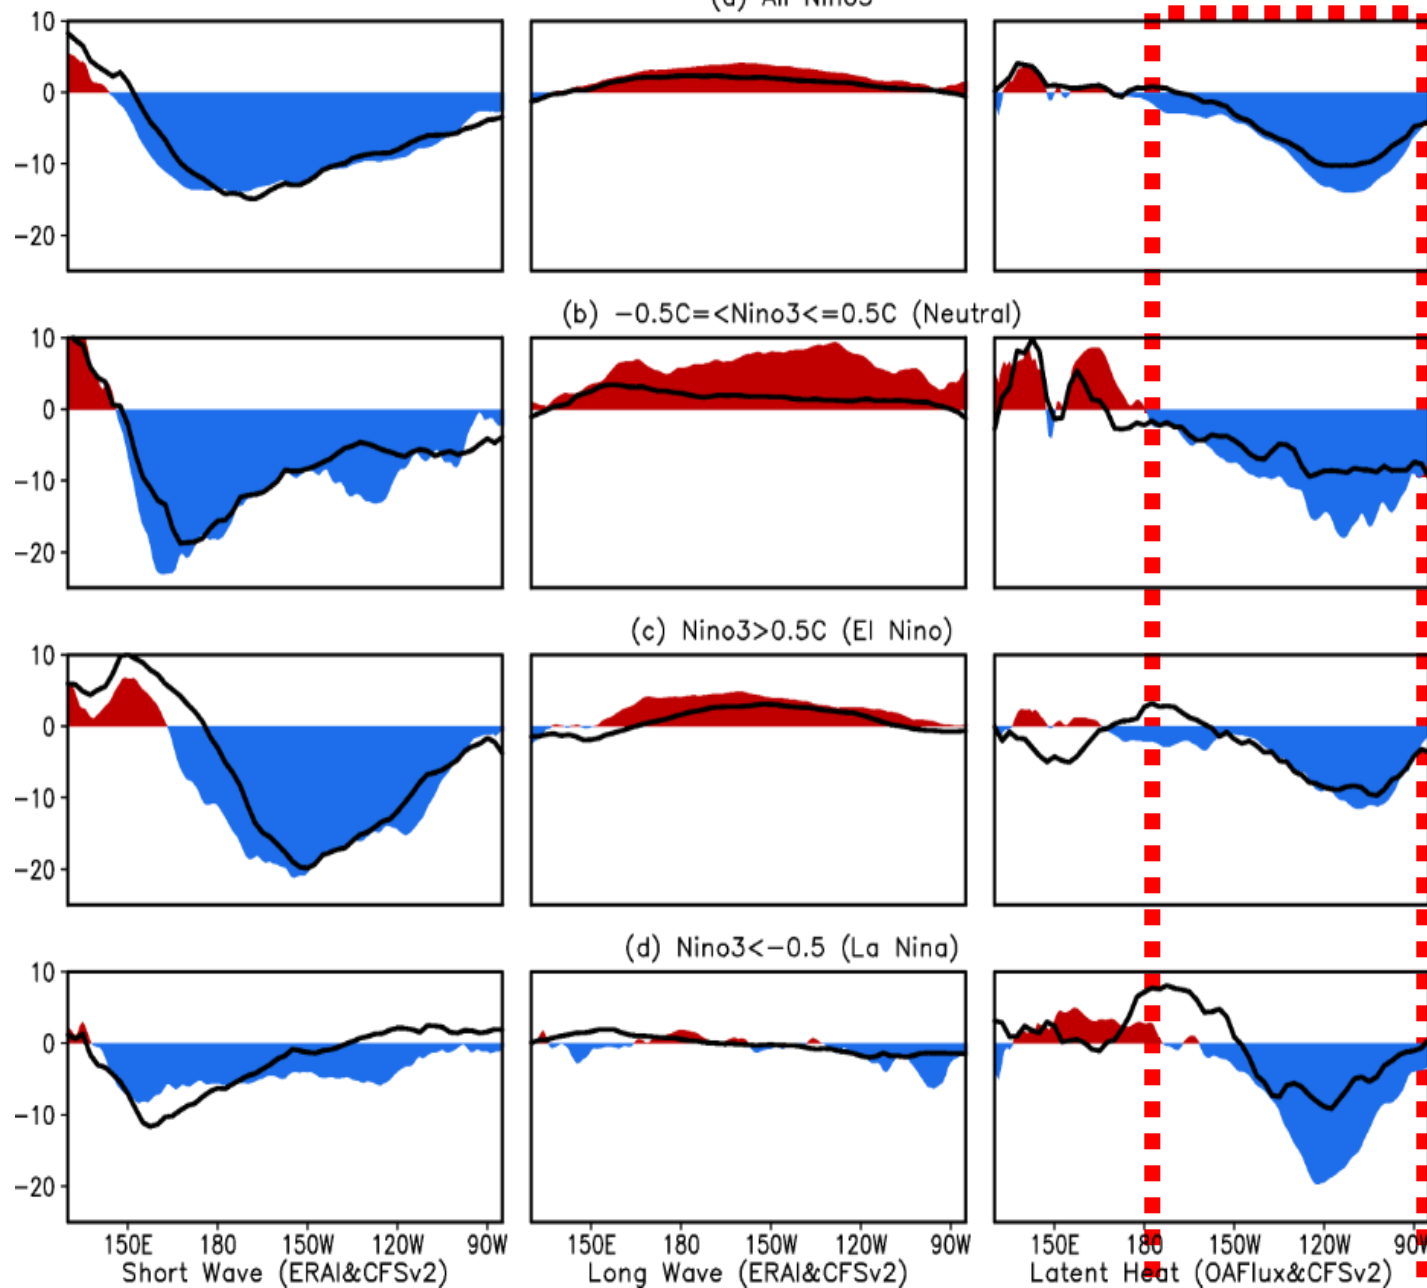 (a) All Nino3
10
0
-10
-20
(b) -0.5C=<Nino3<=0.5C (Neutral)
10
0
-10
-20
(c) Nino3>0.5C (El Nino)
10
0
-10
-20
(d) Nino3<-0.5 (La Nina)
10
0
-10
-20
150E 180 150W 120W 90W 150E 180 150W 120W 90W 150E 180 150W 120W 90W
Short Wave (ERAI&CFSv2) Long Wave (ERAI&CFSv2) Latent Heat (OAFlux&CFSv2)